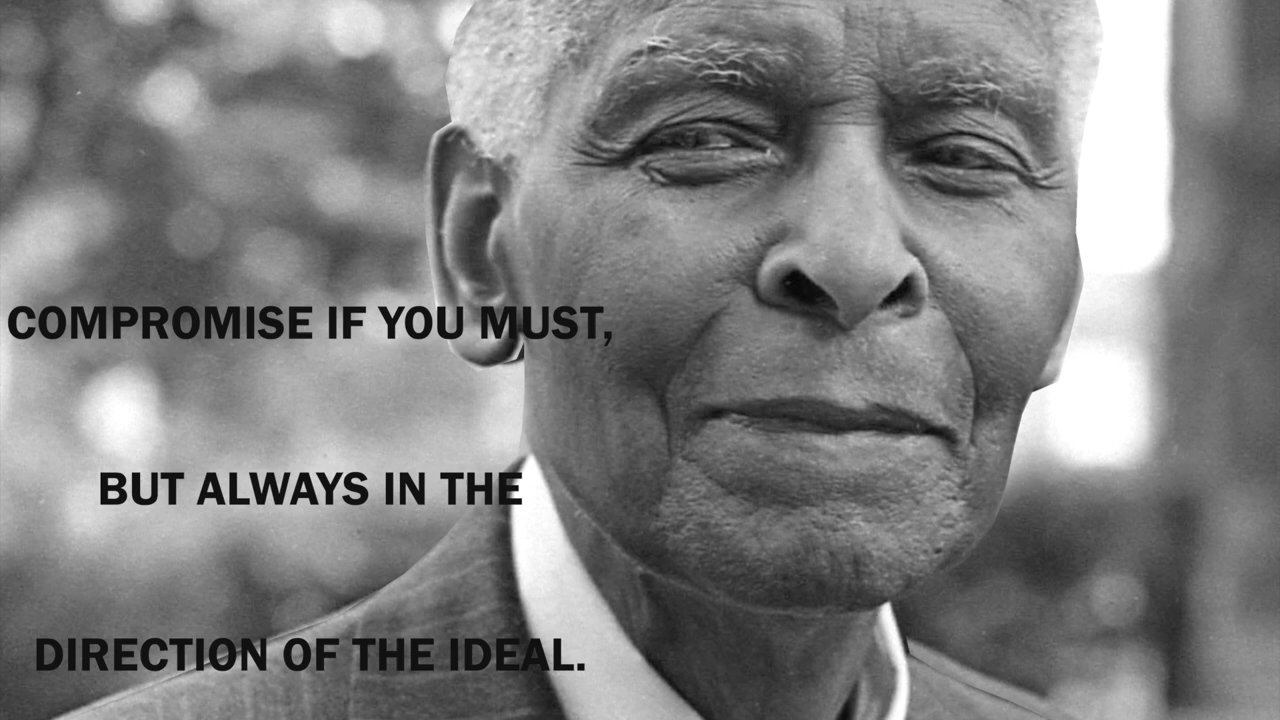 COMPROMISE IF YOU MUST,
BUT ALWAYS IN THE
DIRECTION OF THE IDEAL.